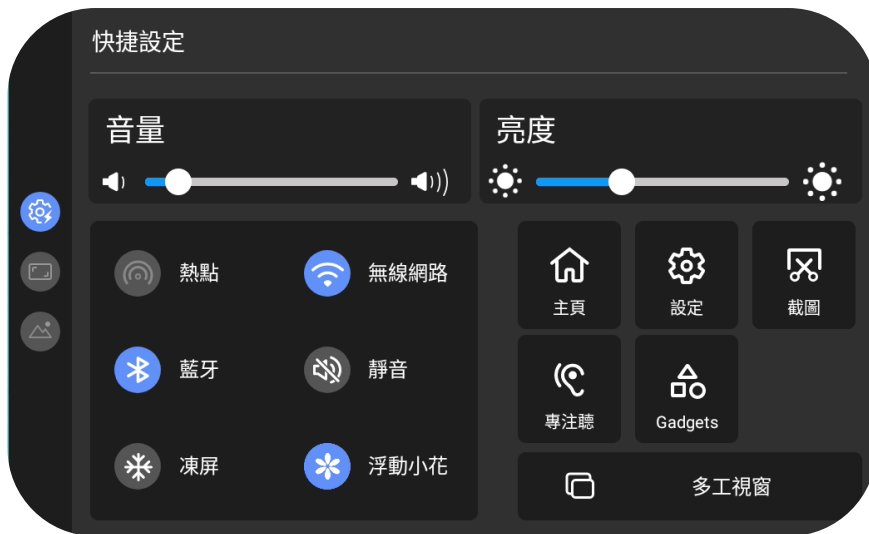 快捷設定
音量
亮度
熱點
無線網路
藍牙
靜音
凍屏
浮動小花
主頁
設定
截圖
專注聽
Gadgets
多工視窗